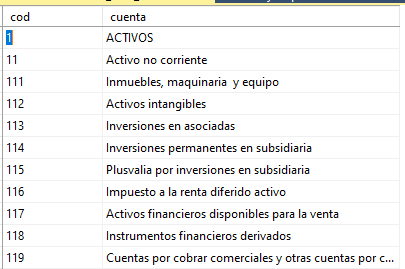 cod cuenta
1 ACTIVOS
11 Activo no corriente
111 Inmuebles, maquinaria y equipo
112 Activos intangibles
113 Inversiones en asociadas
114 Inversiones permanentes en subsidiaria
115 Plusvalia por inversiones en subsidiaria
116 Impuesto a la renta diferido activo
117 Activos financieros disponibles para la venta
118 Instrumentos financieros derivados
119 Cuentas por cobrar comerciales y otras cuentas por c...